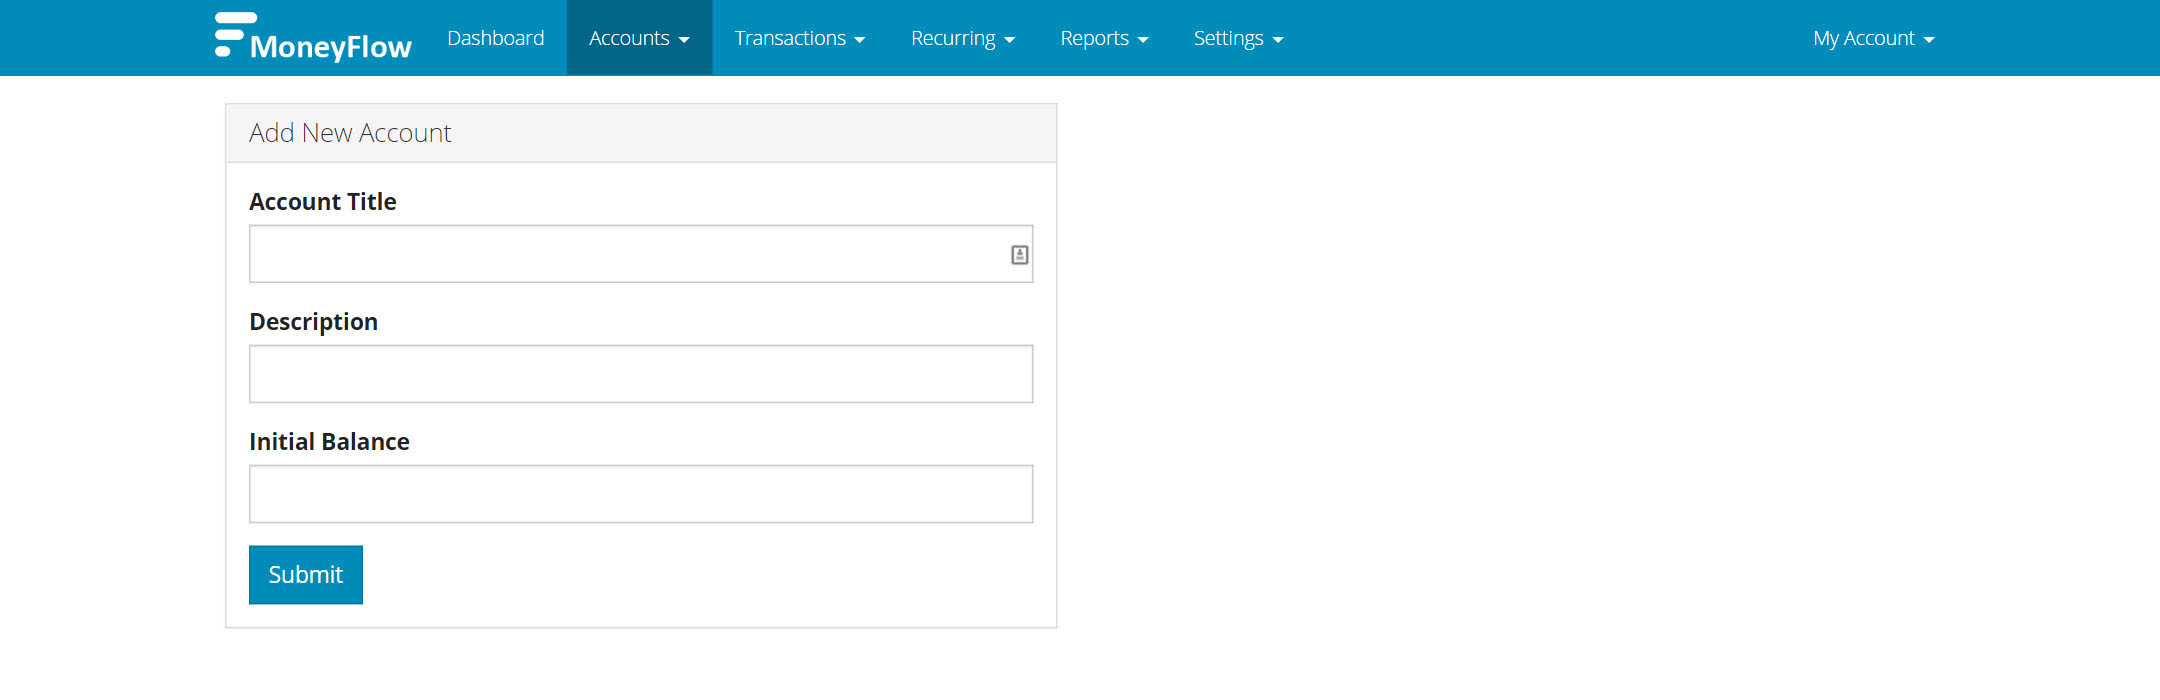 MoneyFlow Dashboard Accounts Transactions Recurring Reports Settings My Account
Add New Account
Account Title
Description
Initial Balance
Submit